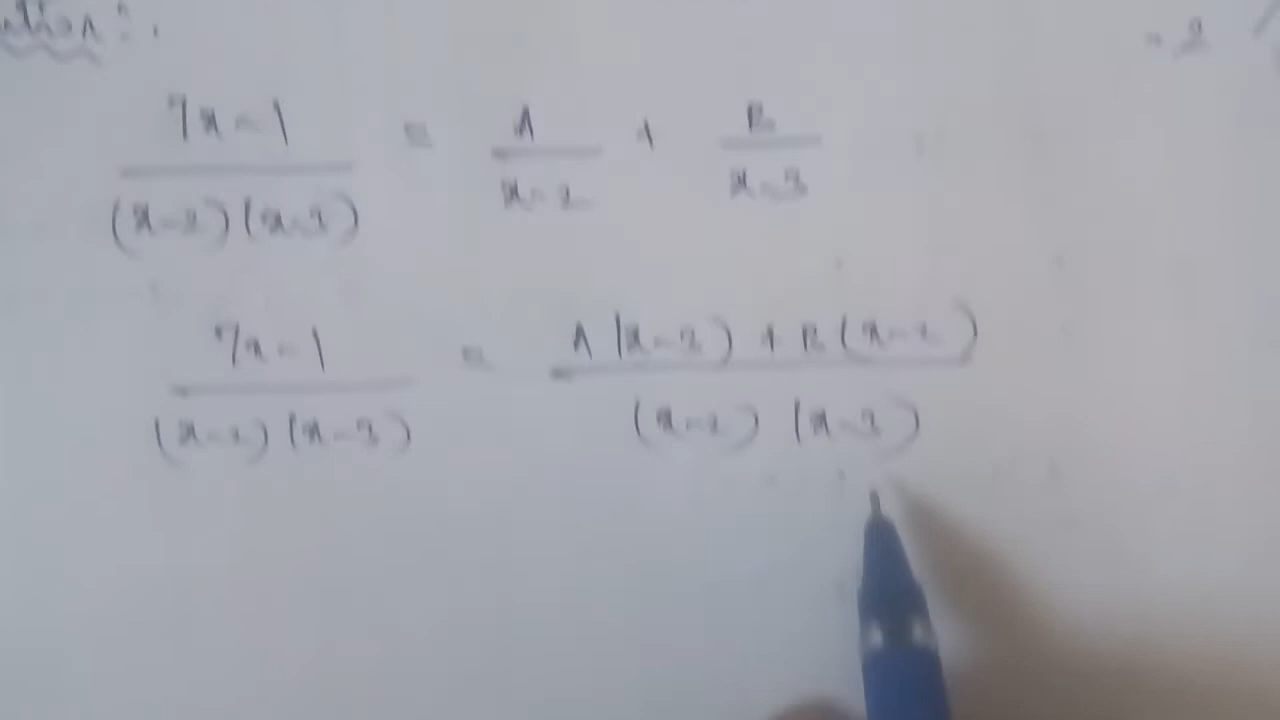 7x-1 / (x-2)(x-3) = A / x-2 + B / x-3
7x-1 / (x-2)(x-3) = A(x-3) + B(x-2) / (x-2)(x-3)